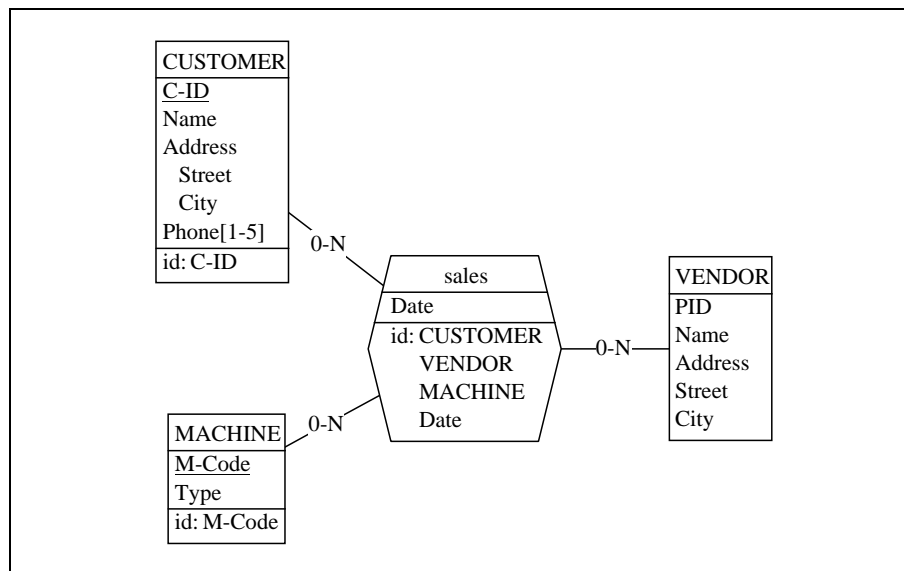 CUSTOMER
C-ID
Name
Address
Street
City
Phone[1-5]
id: C-ID
0-N
sales
Date
id: CUSTOMER
VENDOR
MACHINE
Date
0-N
VENDOR
PID
Name
Address
Street
City
0-N
MACHINE
M-Code
Type
id: M-Code